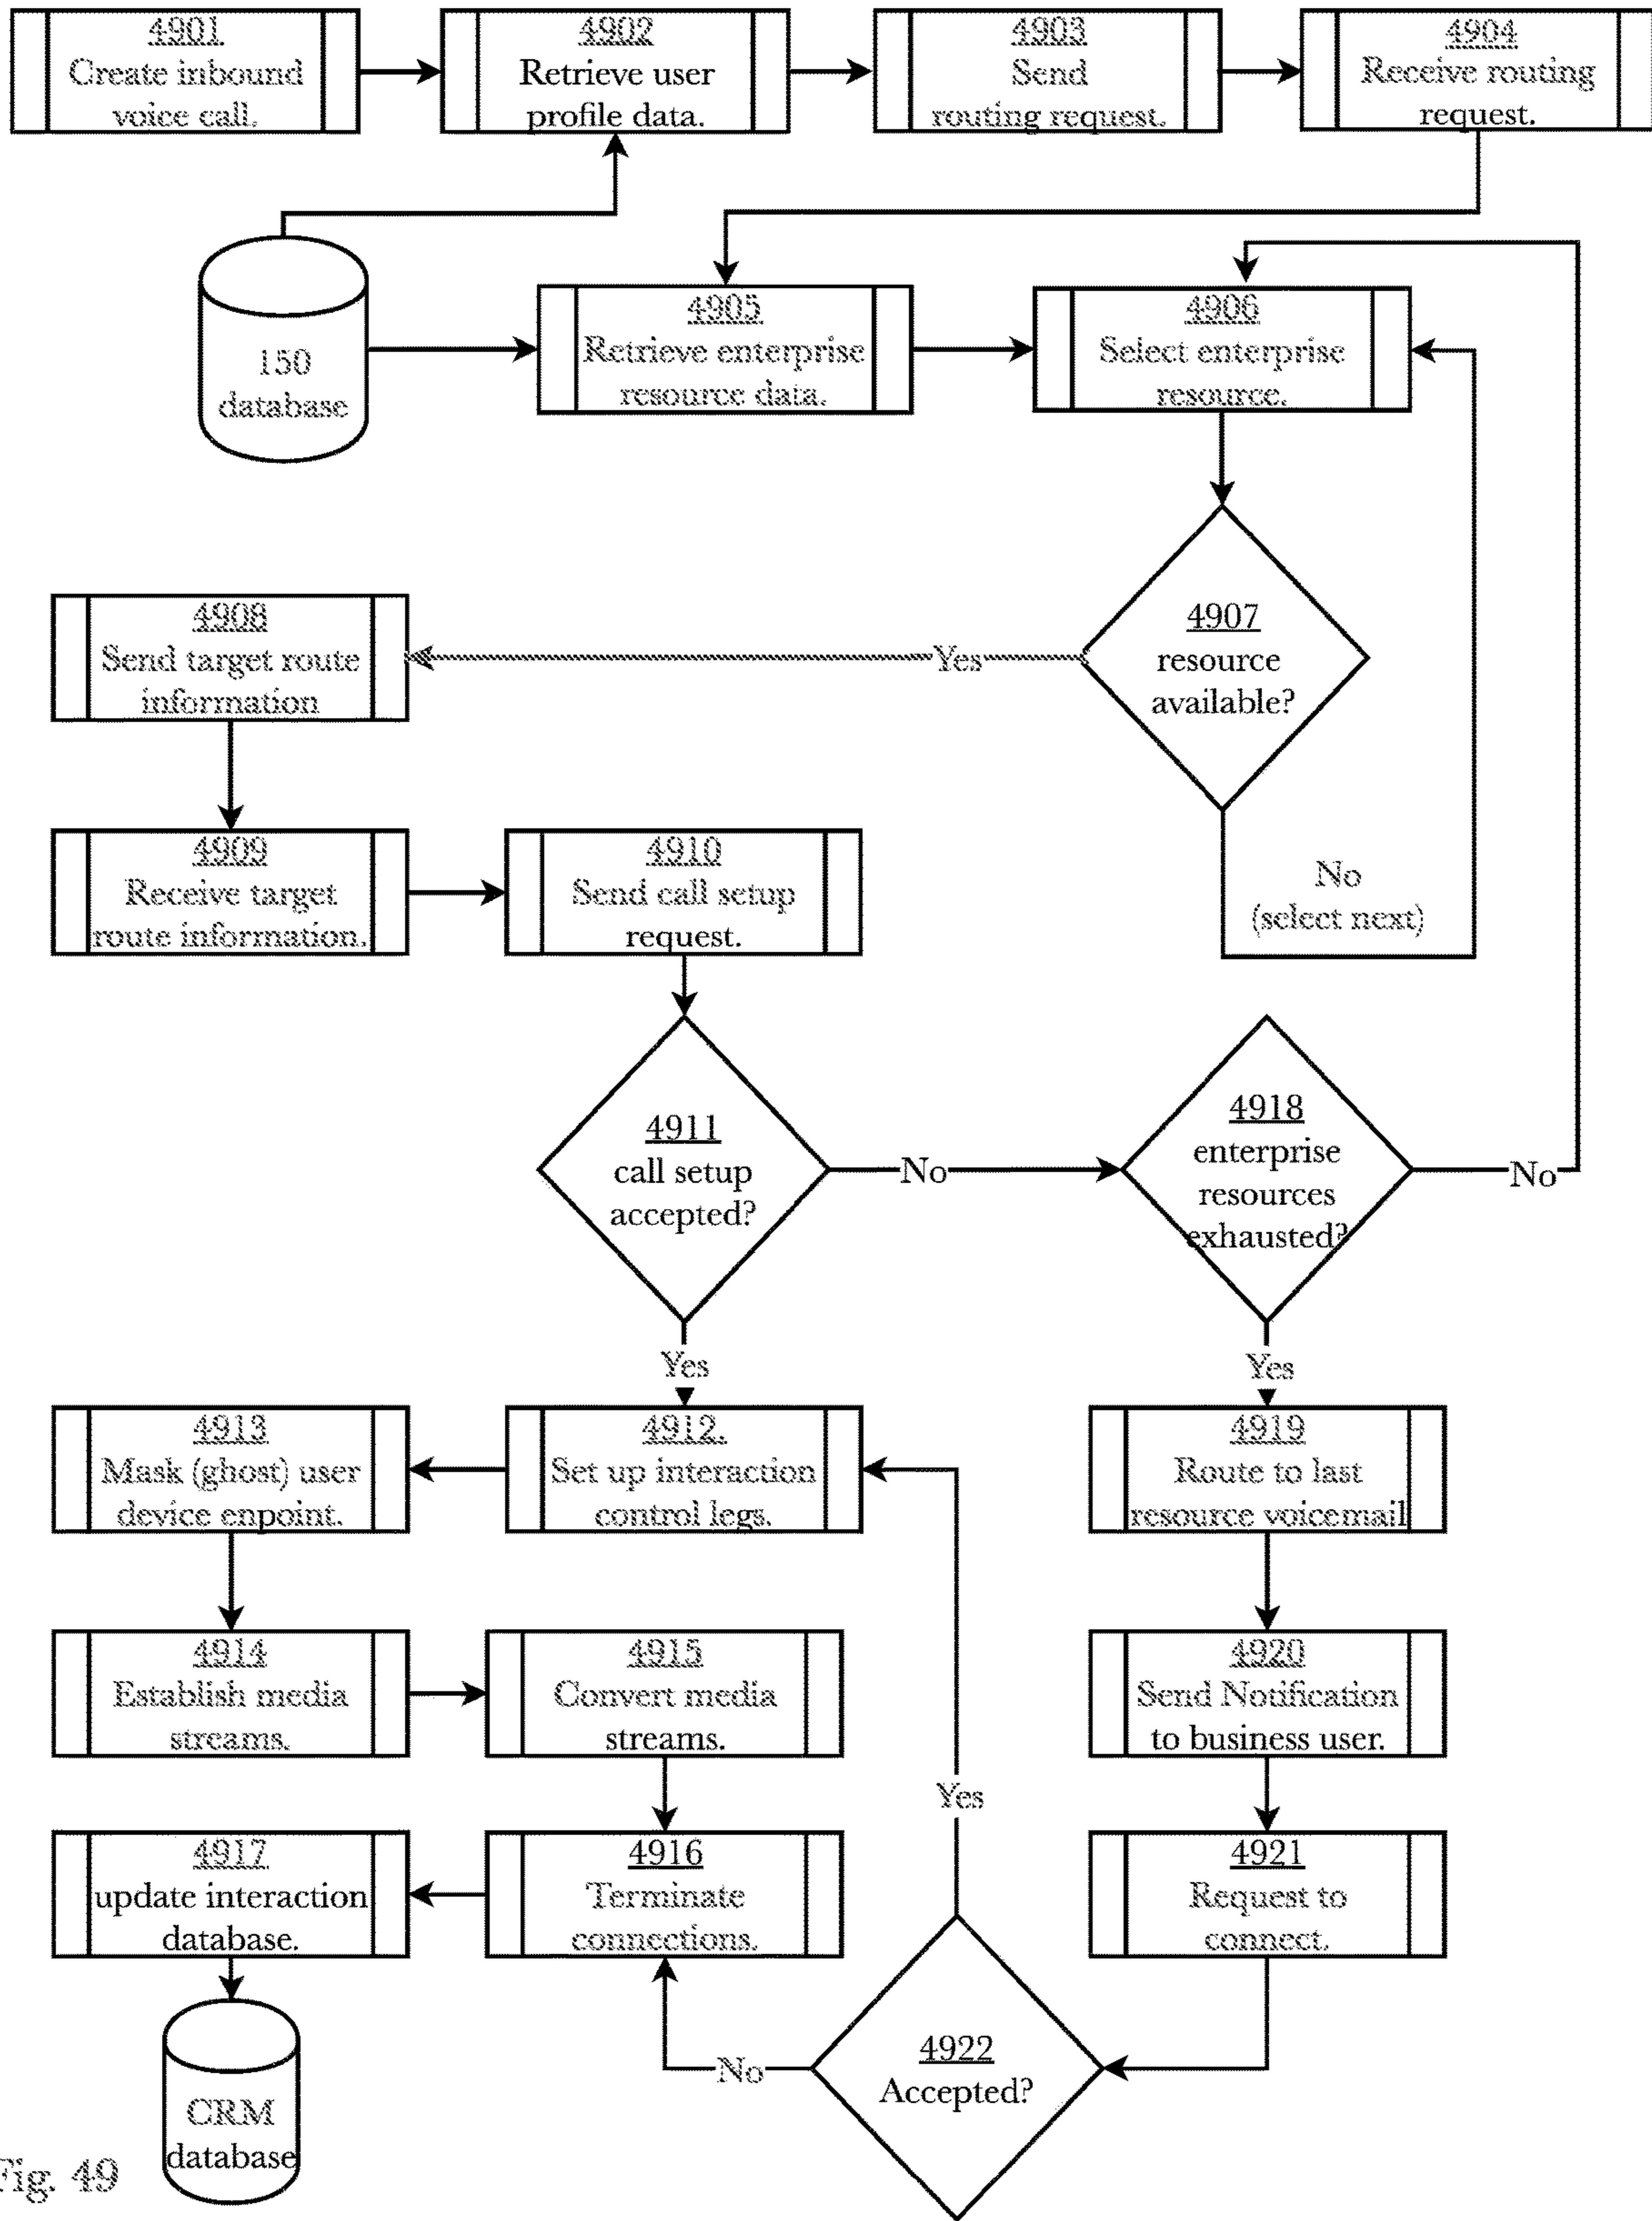 4901
Create inbound
voice call.
4902
Retrieve user
profile data.
4903
Send
routing request.
4904
Receive routing
request.
150
database
4905
Retrieve enterprise
resource data.
4906
Select enterprise
resource.
4907
resource
available?
Yes
4908
Send target route
information
No
(select next)
4909
Receive target
route information.
4910
Send call setup
request.
4911
call setup
accepted?
No
4918
enterprise
resources
exhausted?
No
Yes
Yes
4913
Mask (ghost) user
device enpoint.
4912.
Set up interaction
control legs.
4919
Route to last
resource voicemail
4914
Establish media
streams.
4915
Convert media
streams.
4920
Send Notification
to business user.
Yes
4917
update interaction
database.
4916
Terminate
connections.
4921
Request to
connect.
4922
Accepted?
No
CRM
database
Fig. 49